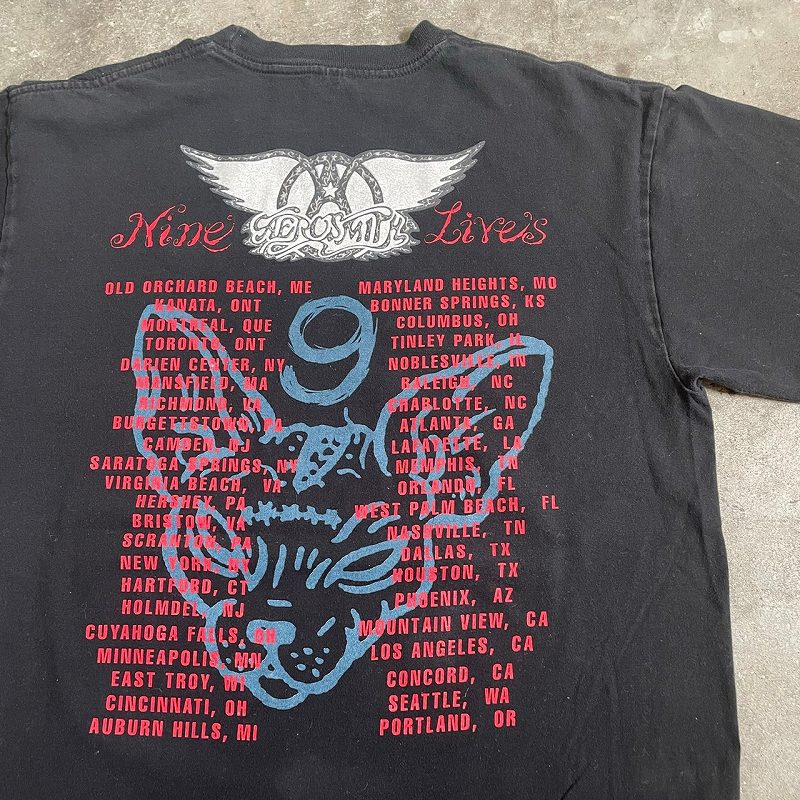 Nine AEROSMITH Lives
9
OLD ORCHARD BEACH, ME
KANATA, ONT
MONTREAL, QUE
TORONTO, ONT
DARIEN CENTER, NY
MANSFIELD, MA
RICHMOND, VA
BURGETTSTOWN, PA
CAMDEN, NJ
SARATOGA SPRINGS, NY
VIRGINIA BEACH, VA
HERSHEY, PA
BRISTOW, VA
SCRANTON, PA
NEW YORK, NY
HARTFORD, CT
HOLMDEL, NJ
CUYAHOGA FALLS, OH
MINNEAPOLIS, MN
EAST TROY, WI
CINCINNATI, OH
AUBURN HILLS, MI
MARYLAND HEIGHTS, MO
BONNER SPRINGS, KS
COLUMBUS, OH
TINLEY PARK, IL
NOBLESVILLE, IN
RALEIGH, NC
CHARLOTTE, NC
ATLANTA, GA
LAFAYETTE, LA
MEMPHIS, TN
ORLANDO, FL
WEST PALM BEACH, FL
NASHVILLE, TN
DALLAS, TX
HOUSTON, TX
PHOENIX, AZ
MOUNTAIN VIEW, CA
LOS ANGELES, CA
CONCORD, CA
SEATTLE, WA
PORTLAND, OR